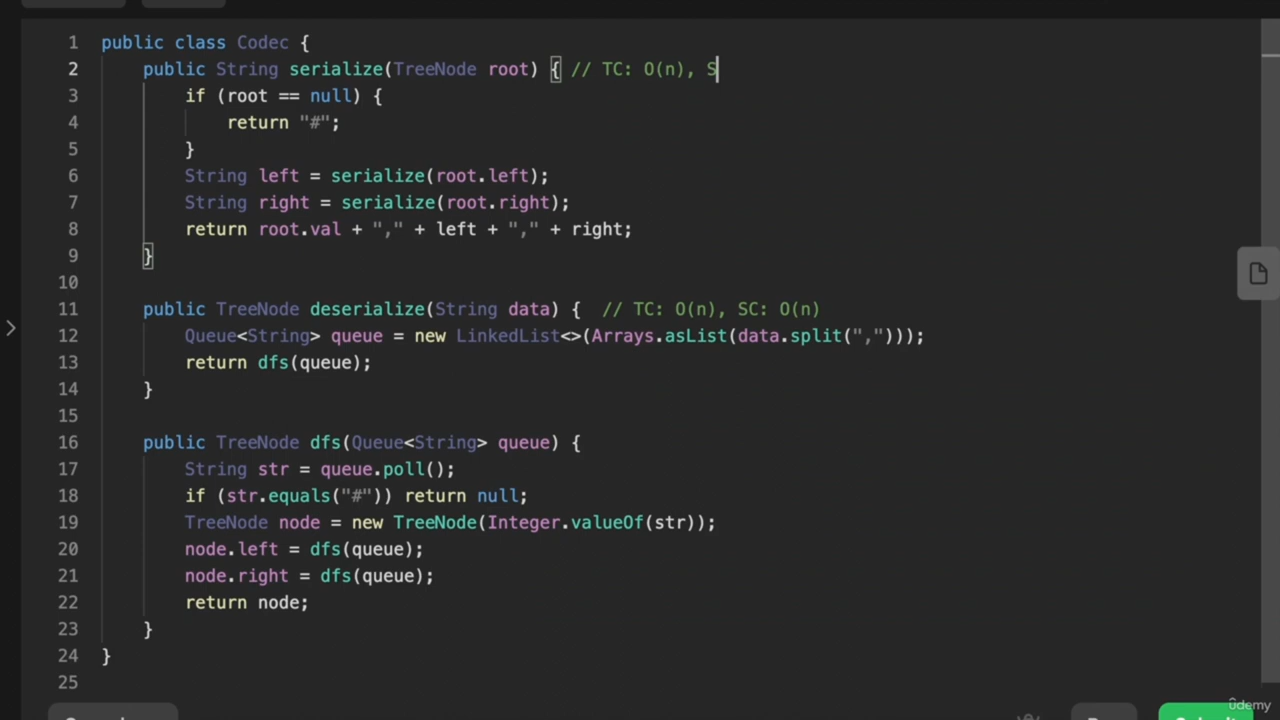 1 public class Codec {
2 public String serialize(TreeNode root) { // TC: O(n), S
3 if (root == null) {
4 return "#";
5 }
6 String left = serialize(root.left);
7 String right = serialize(root.right);
8 return root.val + "," + left + "," + right;
9 }
10
11 public TreeNode deserialize(String data) { // TC: O(n), SC: O(n)
12 Queue<String> queue = new LinkedList<>(Arrays.asList(data.split(",")));
13 return dfs(queue);
14 }
15
16 public TreeNode dfs(Queue<String> queue) {
17 String str = queue.poll();
18 if (str.equals("#")) return null;
19 TreeNode node = new TreeNode(Integer.valueOf(str));
20 node.left = dfs(queue);
21 node.right = dfs(queue);
22 return node;
23 }
24 }
25
ûdemy